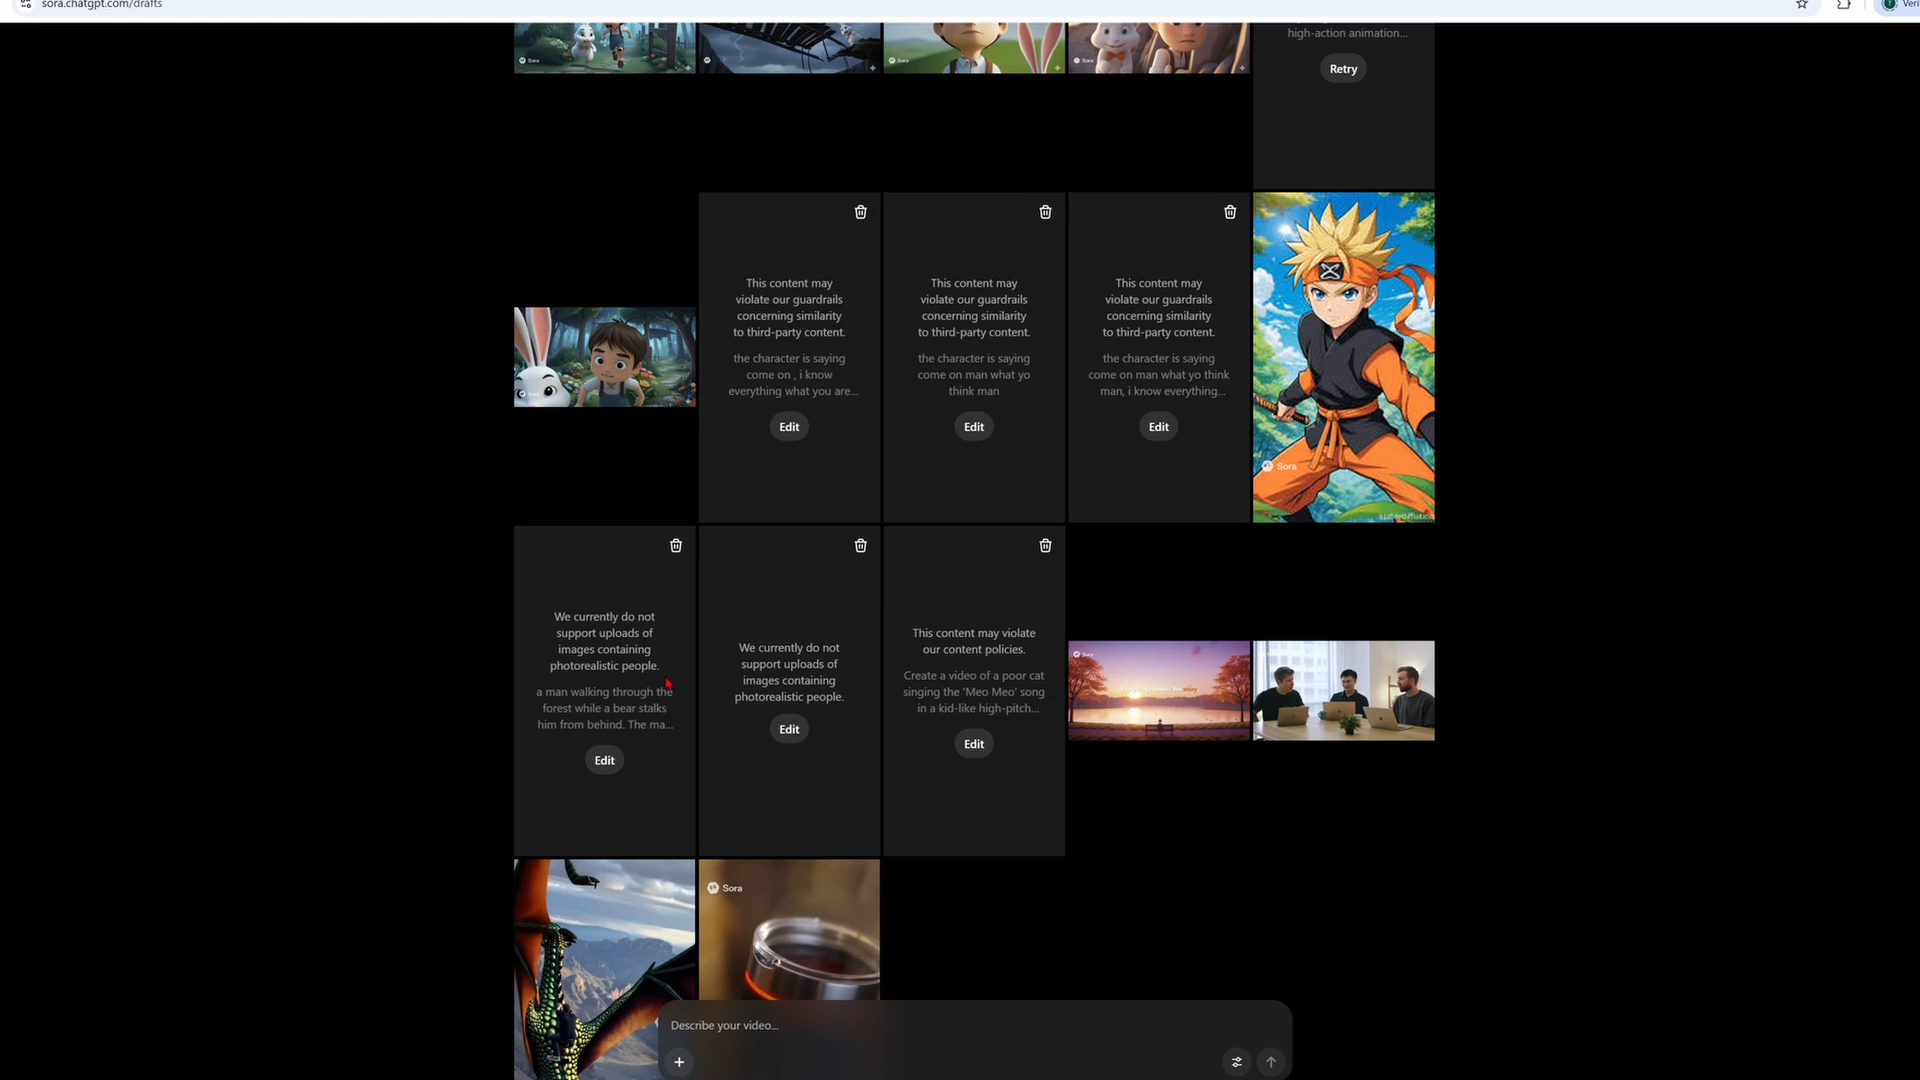 sora.chatgpt.com/drafts
Sora
Sora
Sora
high-action animation...
Retry
This content may
violate our guardrails
concerning similarity
to third-party content.
the character is saying
come on , i know
everything what you are...
Edit
This content may
violate our guardrails
concerning similarity
to third-party content.
the character is saying
come on man what yo
think man
Edit
This content may
violate our guardrails
concerning similarity
to third-party content.
the character is saying
come on man what yo think
man, i know everything...
Edit
Sora
We currently do not
support uploads of
images containing
photorealistic people.
a man walking through the
forest while a bear stalks
him from behind. The ma...
Edit
We currently do not
support uploads of
images containing
photorealistic people.
Edit
This content may violate
our content policies.
Create a video of a poor cat
singing the 'Meo Meo' song
in a kid-like high-pitch...
Edit
Sora
Sora
Describe your video...